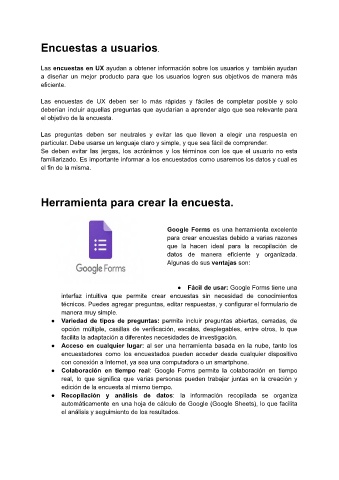 Encuestas a usuarios.
Las encuestas en UX ayudan a obtener información sobre los usuarios y también ayudan
a diseñar un mejor producto para que los usuarios logren sus objetivos de manera más
eficiente.
Las encuestas de UX deben ser lo más rápidas y fáciles de completar posible y solo
deberían incluir aquellas preguntas que ayudarían a aprender algo que sea relevante para
el objetivo de la encuesta.
Las preguntas deben ser neutrales y evitar las que lleven a elegir una respuesta en
particular. Debe usarse un lenguaje claro y simple, y que sea fácil de comprender.
Se deben evitar las jergas, los acrónimos y los términos con los que el usuario no esta
familiarizado. Es importante informar a los encuestados como usaremos los datos y cual es
el fin de la misma.
Herramienta para crear la encuesta.
Google Forms
Google Forms es una herramienta excelente
para crear encuestas debido a varias razones
que la hacen ideal para la recopilación de
datos de manera eficiente y organizada.
Algunas de sus ventajas son:
● Fácil de usar: Google Forms tiene una
interfaz intuitiva que permite crear encuestas sin necesidad de conocimientos
técnicos. Puedes agregar preguntas, editar respuestas, y configurar el formulario de
manera muy simple.
● Variedad de tipos de preguntas: permite incluir preguntas abiertas, cerradas, de
opción múltiple, casillas de verificación, escalas, desplegables, entre otros, lo que
facilita la adaptación a diferentes necesidades de investigación.
● Acceso en cualquier lugar: al ser una herramienta basada en la nube, tanto los
encuestadores como los encuestados pueden acceder desde cualquier dispositivo
con conexión a Internet, ya sea una computadora o un smartphone.
● Colaboración en tiempo real: Google Forms permite la colaboración en tiempo
real, lo que significa que varias personas pueden trabajar juntas en la creación y
edición de la encuesta al mismo tiempo.
● Recopilación y análisis de datos: la información recopilada se organiza
automáticamente en una hoja de cálculo de Google (Google Sheets), lo que facilita
el análisis y seguimiento de los resultados.